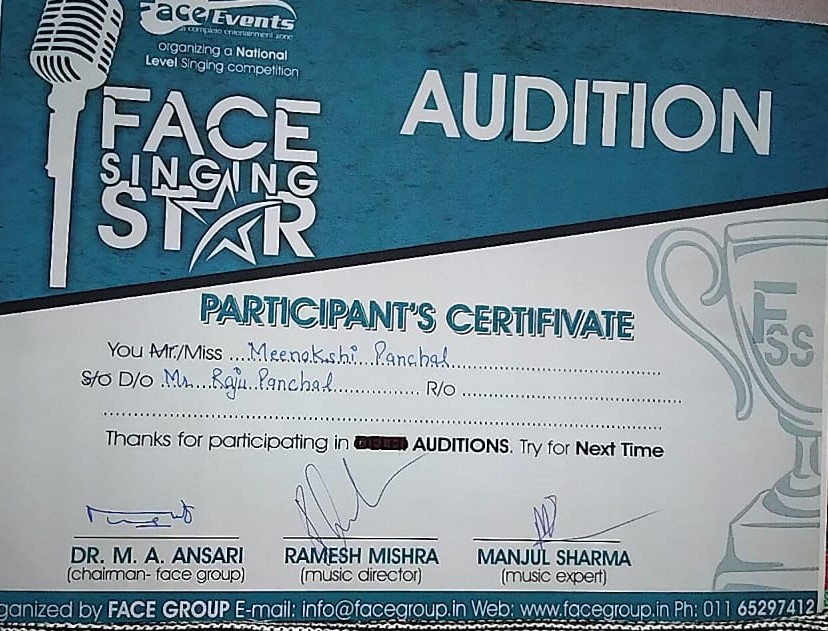 FaceEvents
a complete entertainment zone
organizing a National
Level Singing competition
FACE
SINGING
STAR
AUDITION
FSS
PARTICIPANT'S CERTIFIVATE
You Mr./Miss ...Meenakshi Panchal...
S/o D/o Mr. Raju Panchal............ R/o ............
Thanks for participating in AUDITIONS. Try for Next Time
DR. M. A. ANSARI RAMESH MISHRA MANJUL SHARMA
(chairman- face group) (music director) (music expert)
ganized by FACE GROUP E-mail: info@facegroup.in Web: www.facegroup.in Ph: 011 65297412